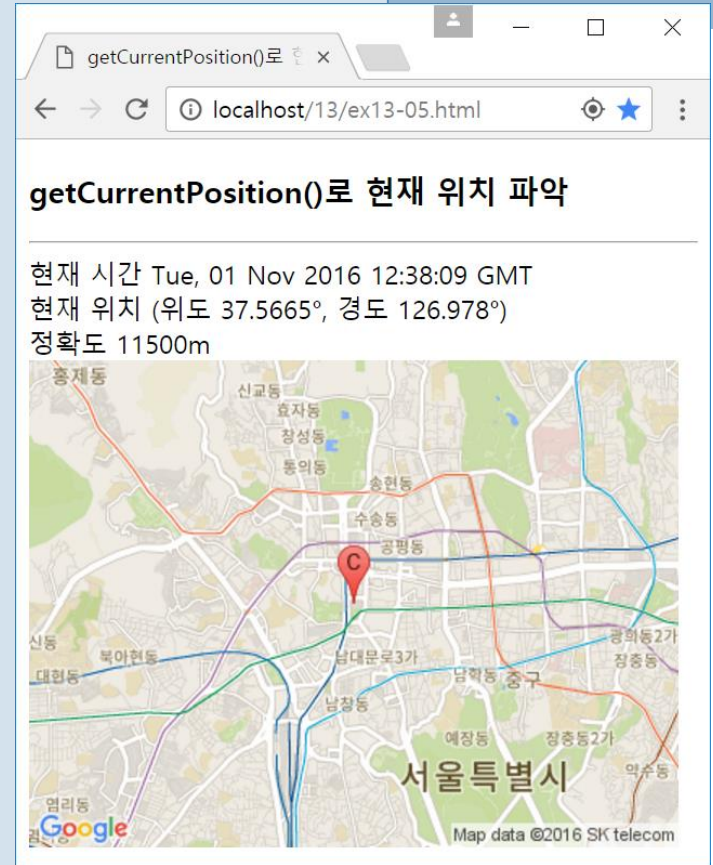 getCurrentPosition()로 현
localhost/13/ex13-05.html
getCurrentPosition()로 현재 위치 파악
현재 시간 Tue, 01 Nov 2016 12:38:09 GMT
현재 위치 (위도 37.5665°, 경도 126.978°)
정확도 11500m
홍제동
신교동
효자동
창성동
통의동
송현동
수송동
공평동
C
신동
북아현동
대현동
남대문로3가
광희동2가
장충동
남학동
중구
남창동
예장동
장충동2가
서울특별시
약수동
염리동
Google
Map data ©2016 SK telecom